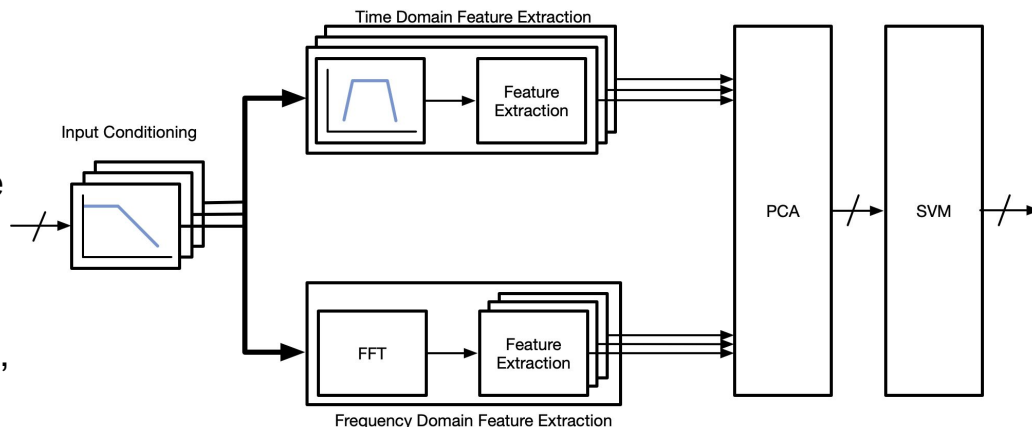 Time Domain Feature Extraction
Feature
Extraction
Input Conditioning
e
PCA
SVM
FFT
Feature
Extraction
,
Frequency Domain Feature Extraction